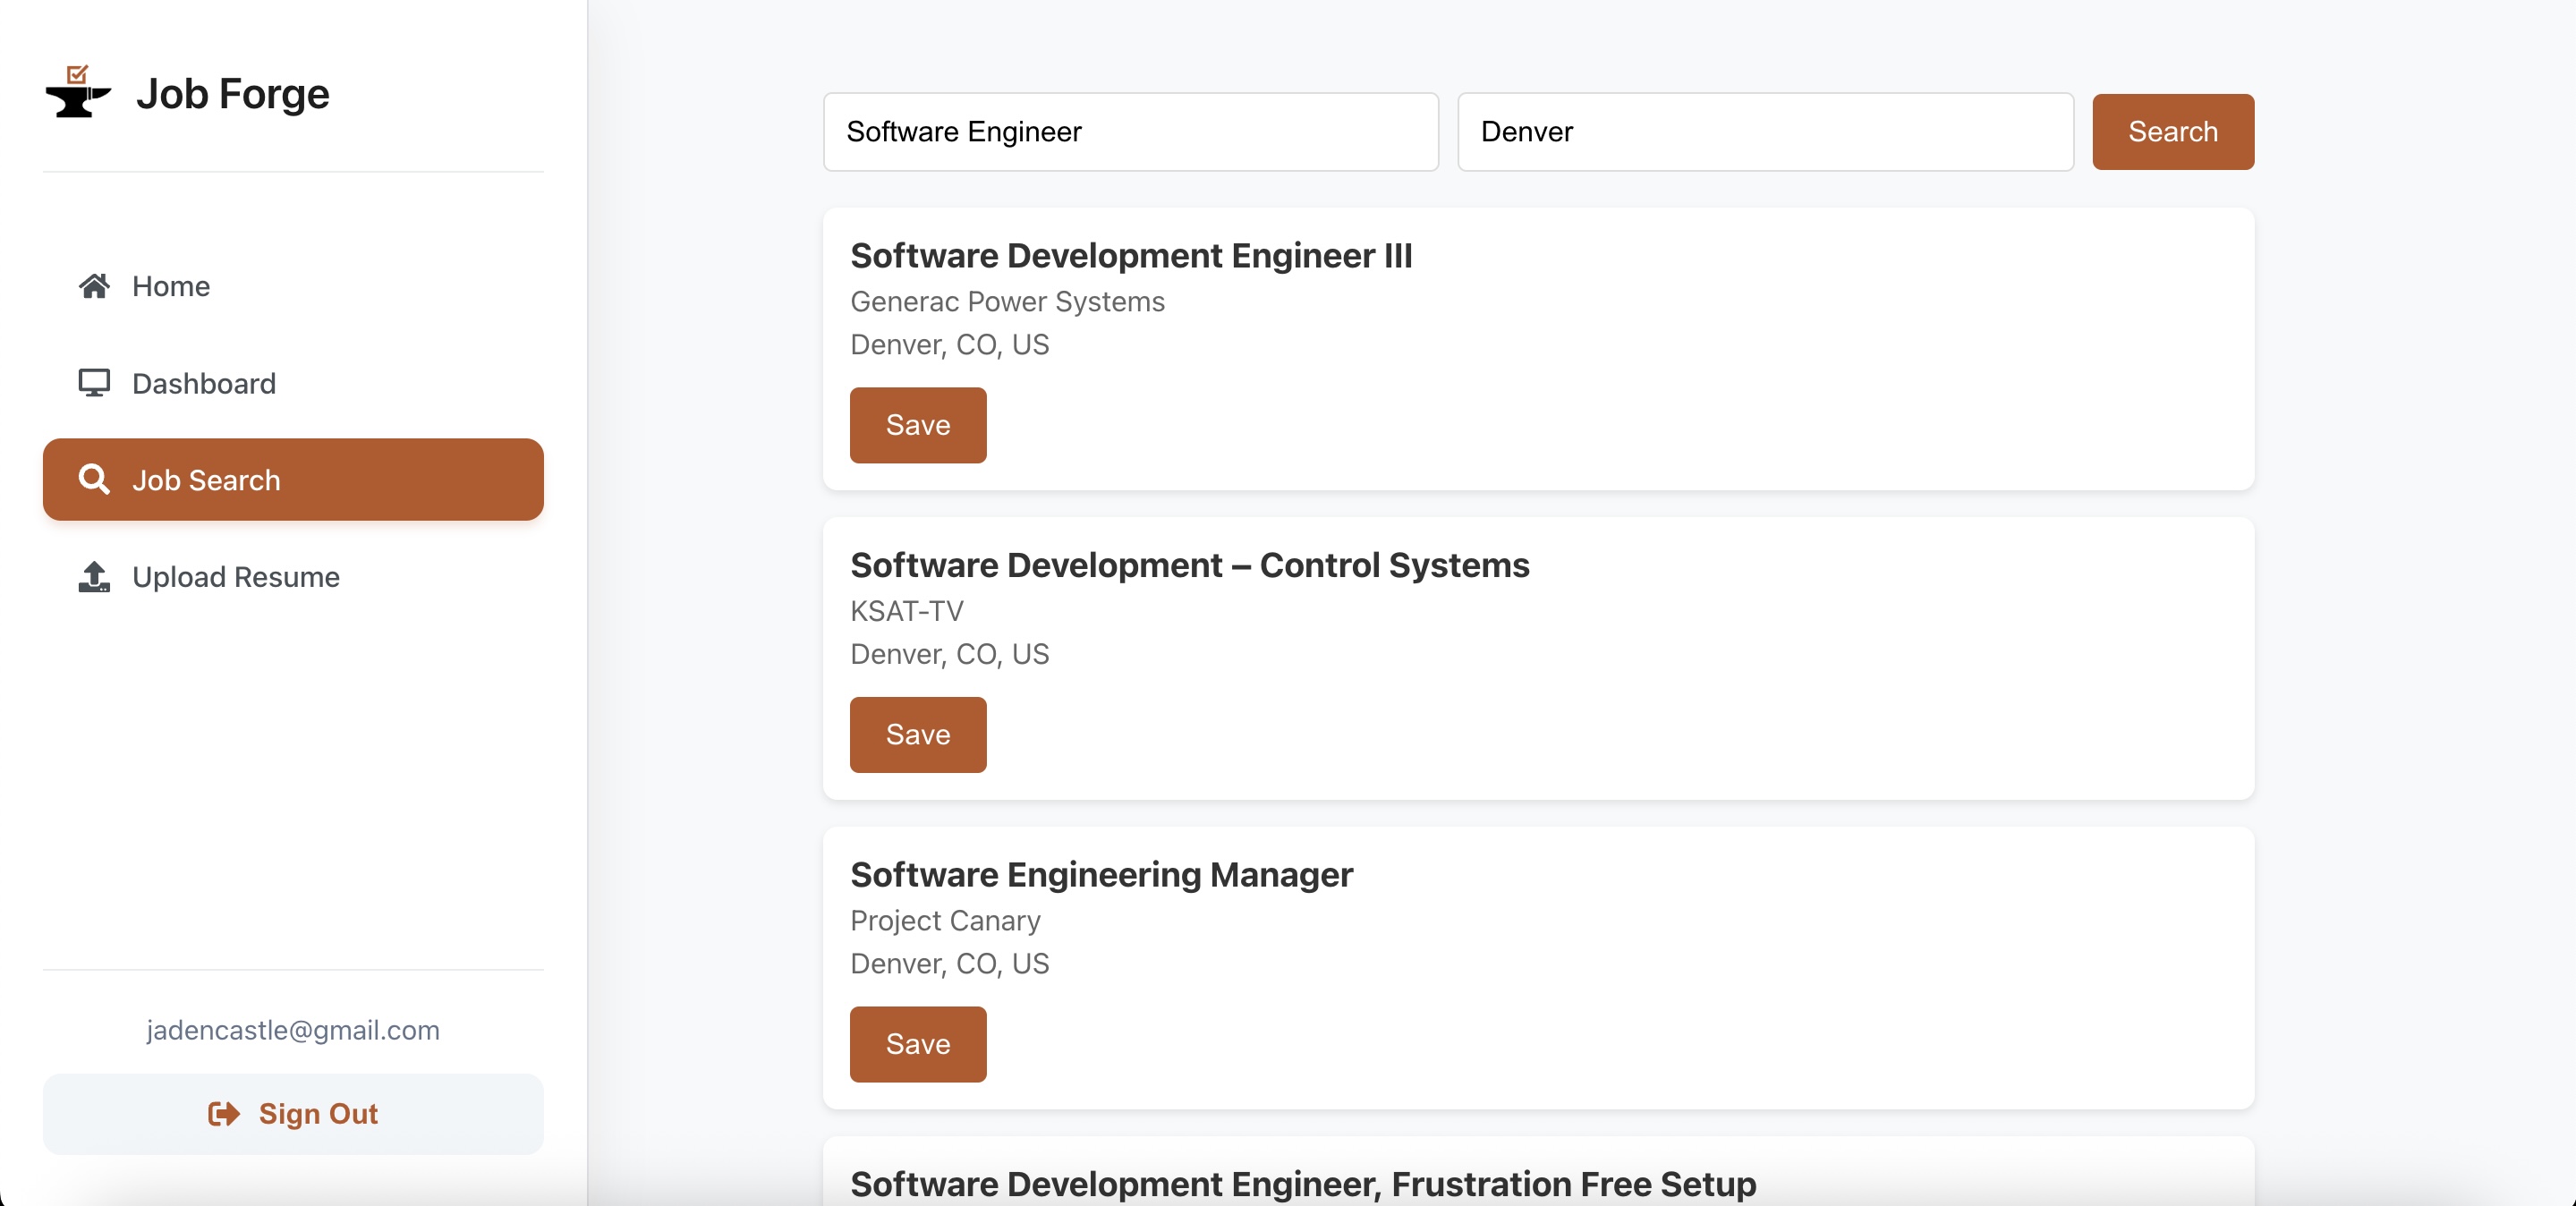 Job Forge
Home
Dashboard
Job Search
Upload Resume
jadencastle@gmail.com
Sign Out
Software Engineer
Denver
Search
Software Development Engineer III
Generac Power Systems
Denver, CO, US
Save
Software Development – Control Systems
KSAT-TV
Denver, CO, US
Save
Software Engineering Manager
Project Canary
Denver, CO, US
Save
Software Development Engineer, Frustration Free Setup